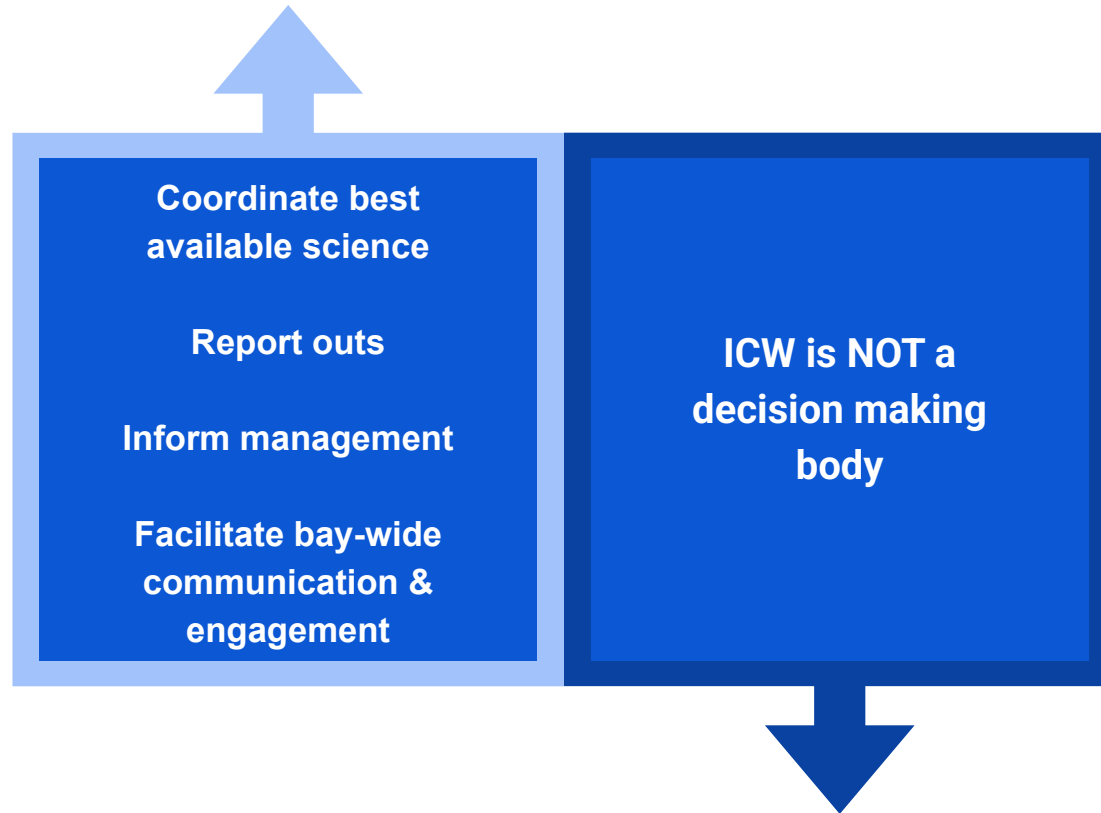 Coordinate best
available science
Report outs
Inform management
Facilitate bay-wide
communication &
engagement
ICW is NOT a
decision making
body